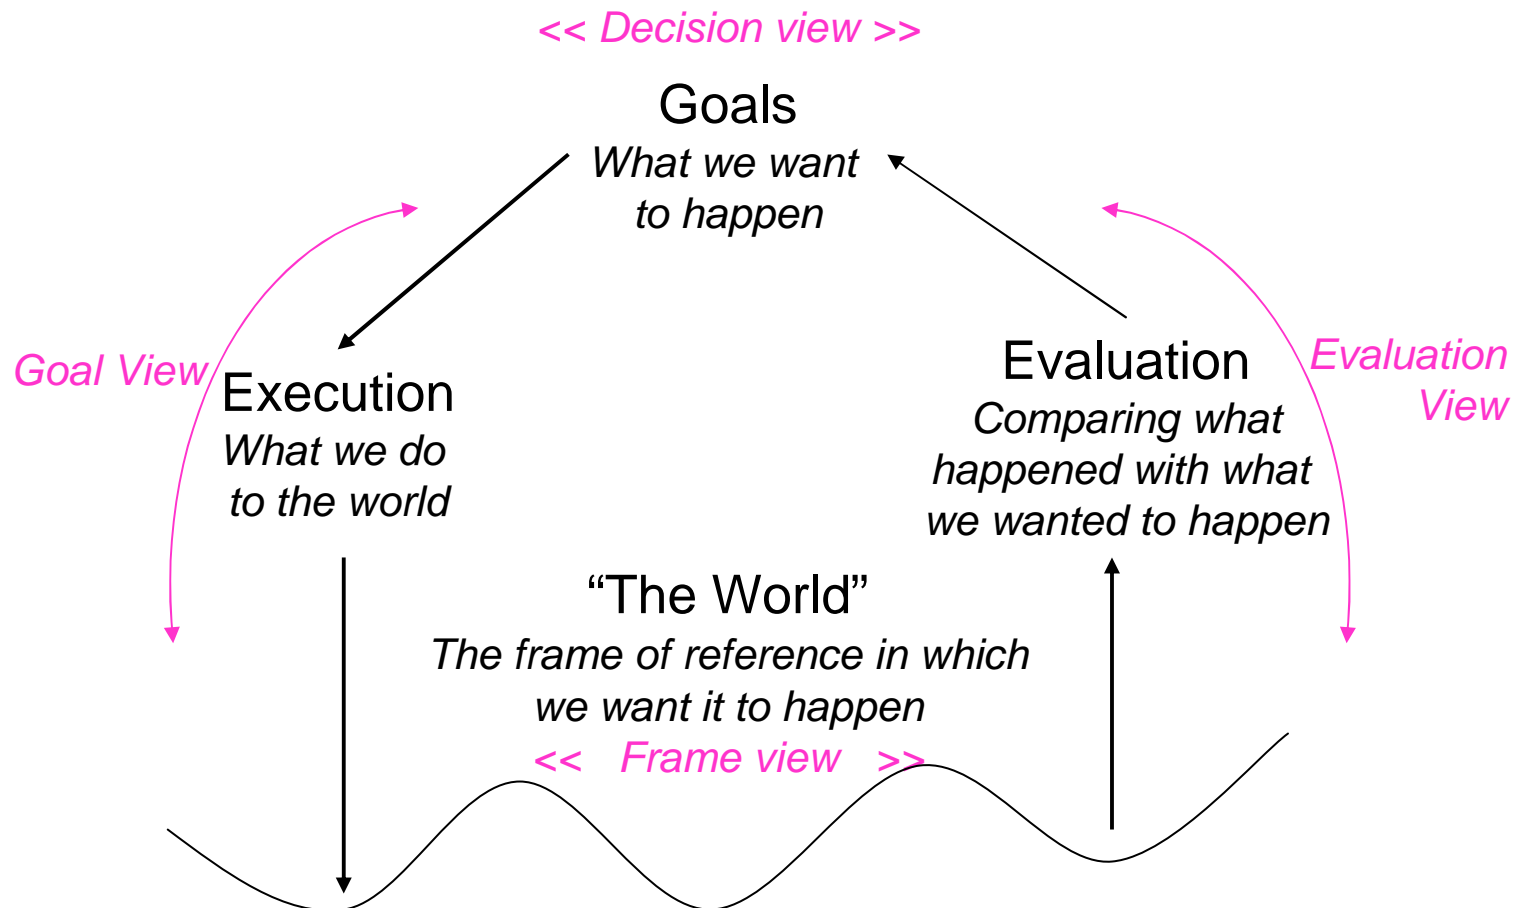 << Decision view >>
Goals
What we want
to happen
Goal View
Execution
What we do
to the world
Evaluation
Comparing what
happened with what
we wanted to happen
Evaluation
View
“The World”
The frame of reference in which
we want it to happen
<< Frame view >>